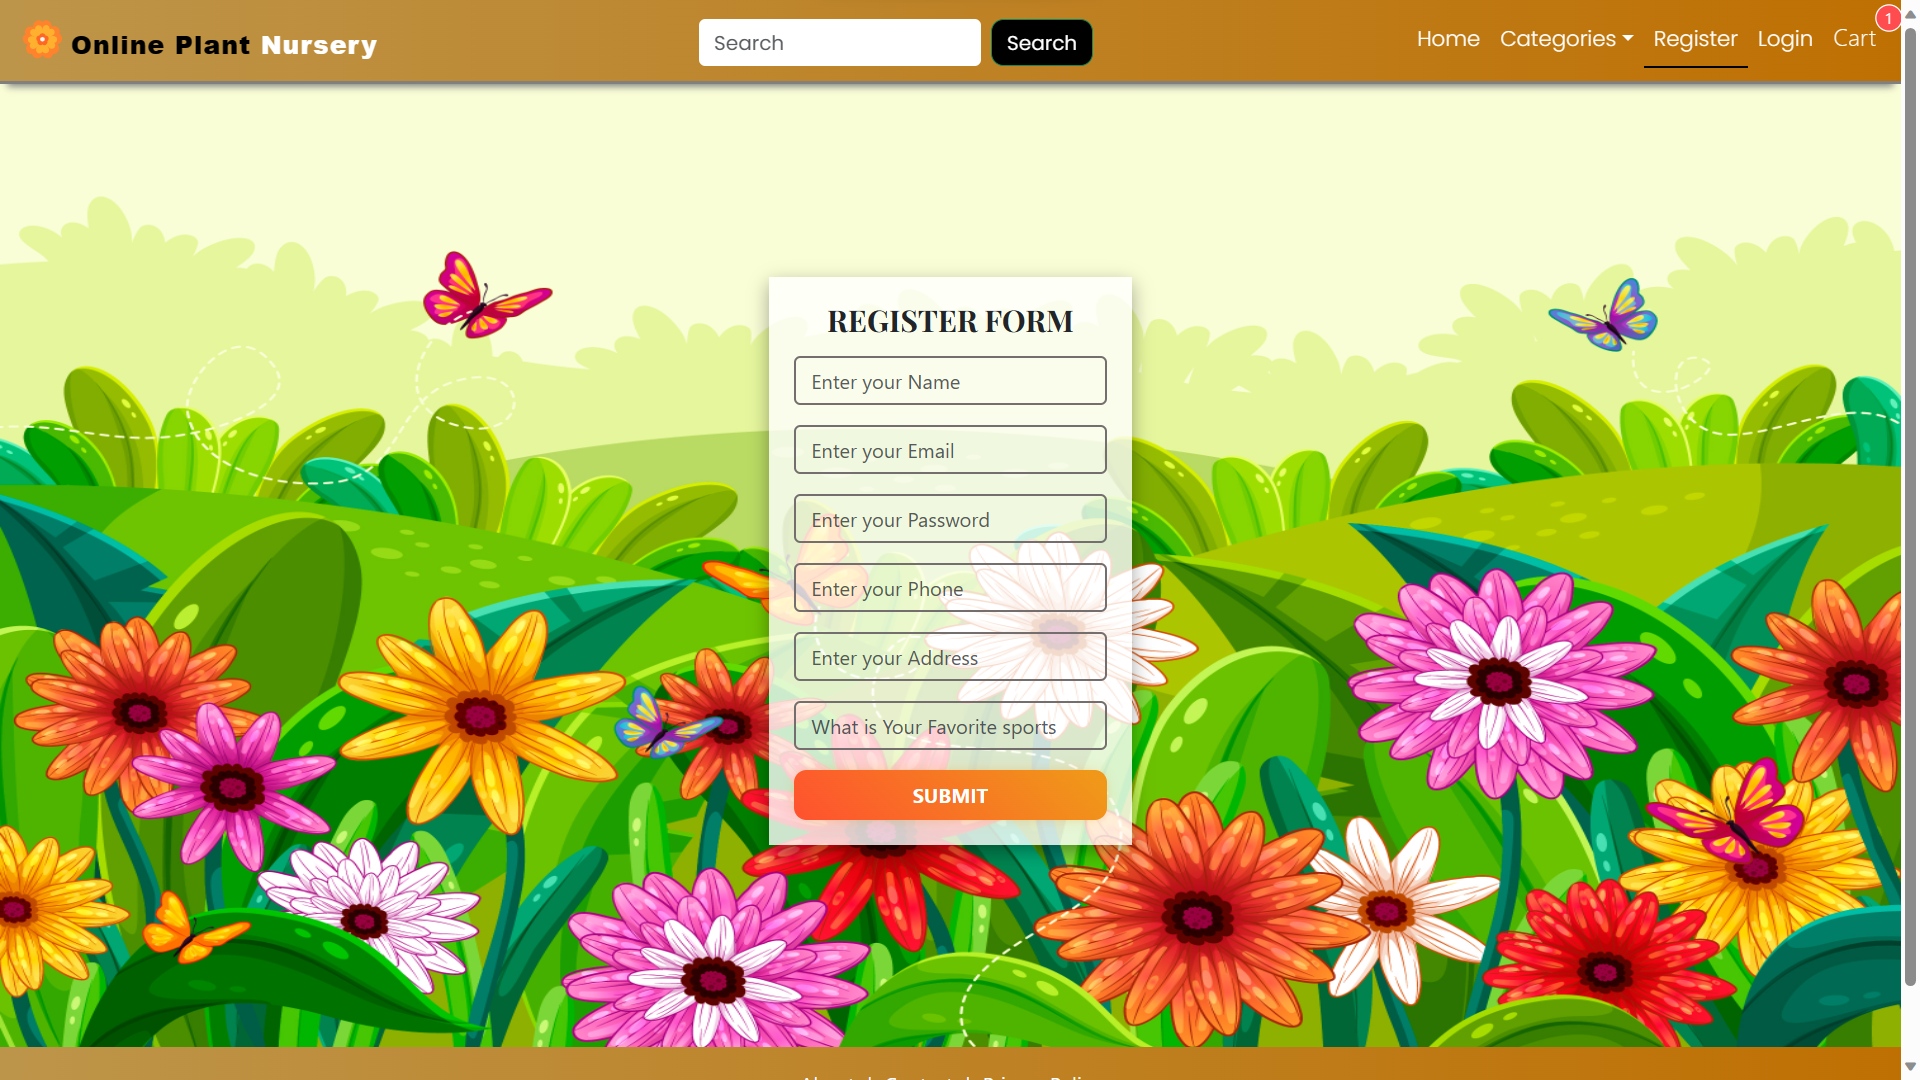 Online Plant Nursery
Search
Search
Home
Categories
Register
Login
Cart
1
REGISTER FORM
Enter your Name
Enter your Email
Enter your Password
Enter your Phone
Enter your Address
What is Your Favorite sports
SUBMIT